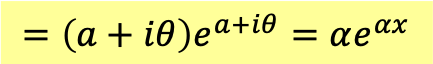 = (𝑎 + 𝑖𝜃)𝑒^{𝑎+𝑖𝜃} = 𝛼𝑒^{𝛼𝑥}